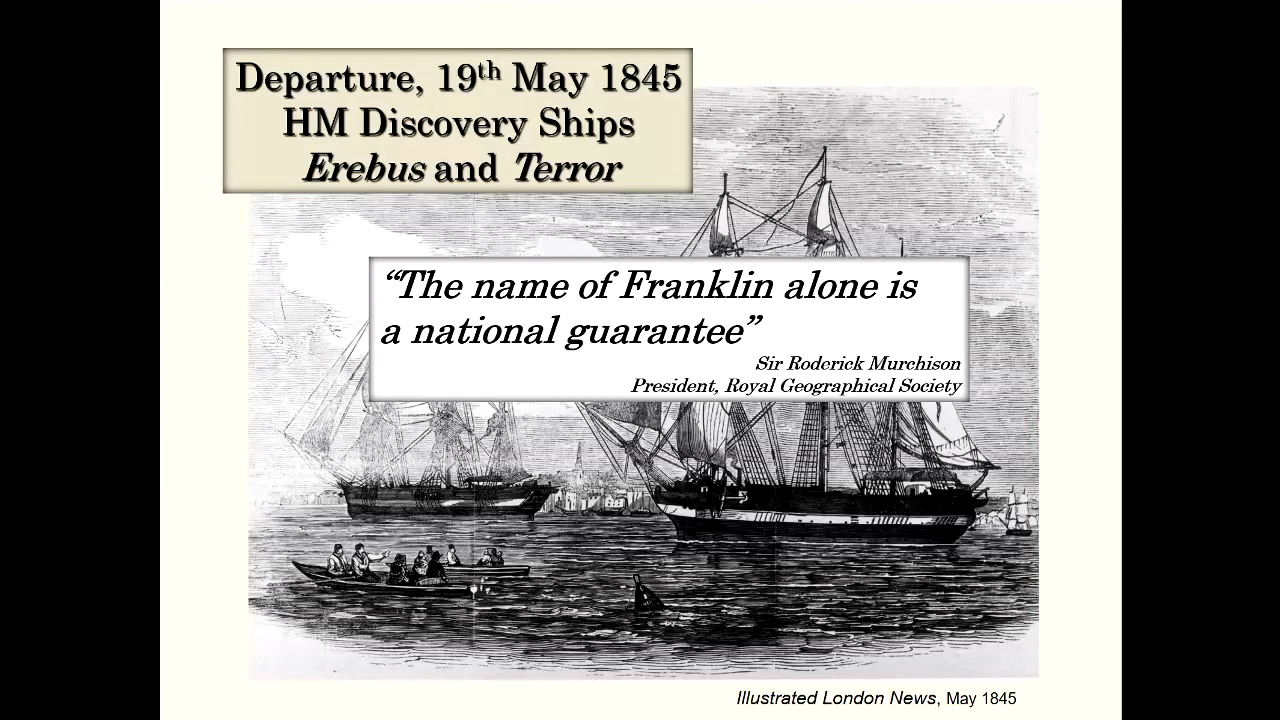 Departure, 19th May 1845
HM Discovery Ships
Erebus and Terror
“The name of Franklin alone is
a national guarantee”
Sir Roderick Murchison
President, Royal Geographical Society
Illustrated London News, May 1845